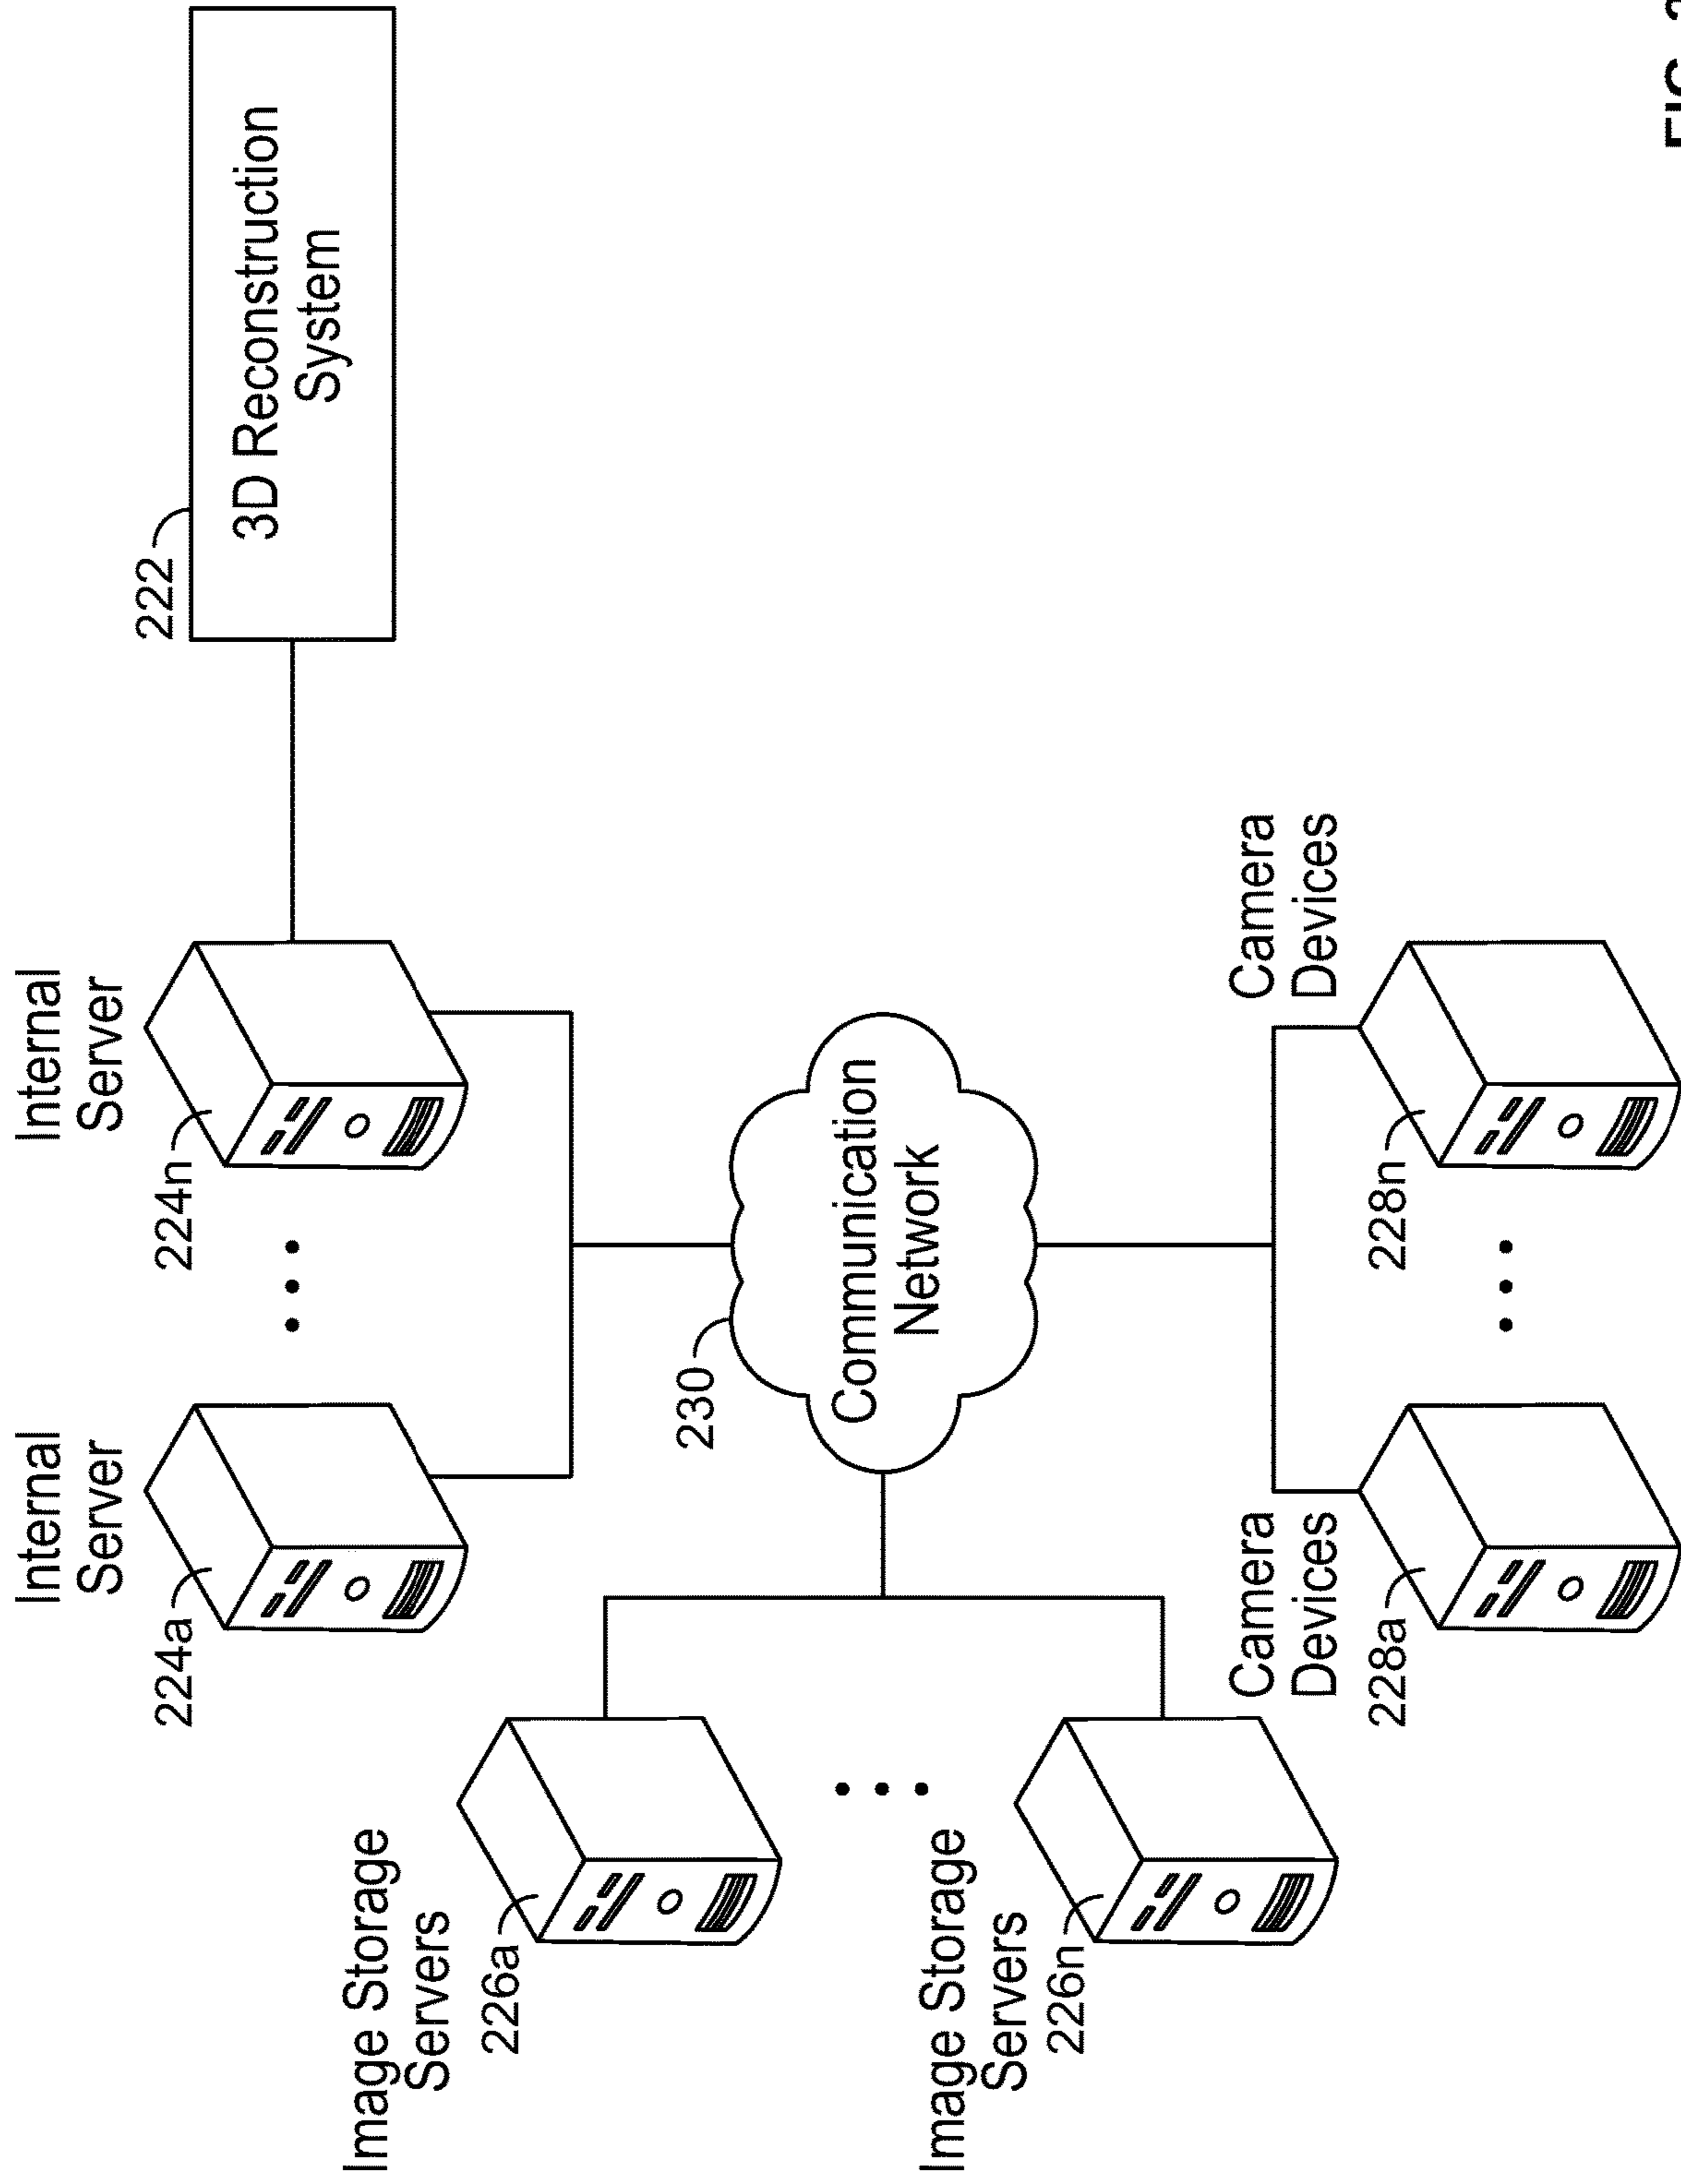 Internal
Server
224a
Internal
Server
224n
222
3D Reconstruction
System
Image Storage
Servers
226a
230
Communication
Network
Image Storage
Servers
226n
Camera
Devices
228a
Camera
Devices
228n
FIG